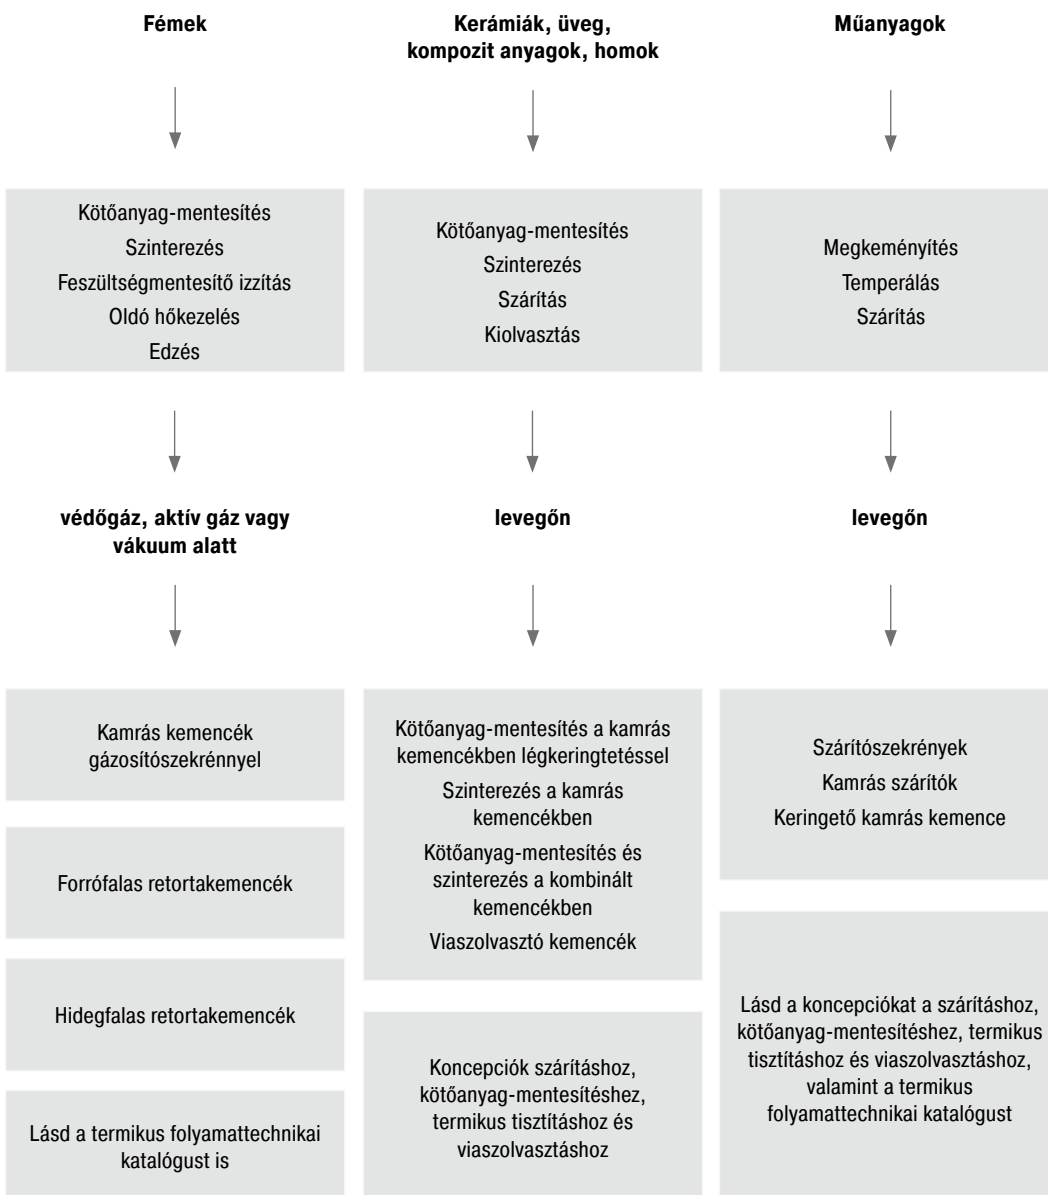 Fémek
Kerámiák, üveg,
kompozit anyagok, homok
Műanyagok
Kötőanyag-mentesítés
Szinterezés
Feszültségmentesítő izzítás
Oldó hőkezelés
Edzés
Kötőanyag-mentesítés
Szinterezés
Szárítás
Kiolvasztás
Megkeményítés
Temperálás
Szárítás
védőgáz, aktív gáz vagy
vákuum alatt
levegőn
levegőn
Kamrás kemencék
gázosítószekrénnyel
Forrófalas retortakemencék
Hidegfalas retortakemencék
Lásd a termikus folyamattechnikai
katalógust is
Kötőanyag-mentesítés a kamrás
kemencékben légkeringtetéssel
Szinterezés a kamrás
kemencékben
Kötőanyag-mentesítés és
szinterezés a kombinált
kemencékben
Viaszolvasztó kemencék
Koncepciók szárításhoz,
kötőanyag-mentesítéshez,
termikus tisztításhoz és
viaszolvasztáshoz
Szárítószekrények
Kamrás szárítók
Keringető kamrás kemence
Lásd a koncepciókat a szárításhoz,
kötőanyag-mentesítéshez, termikus
tisztításhoz és viaszolvasztáshoz,
valamint a termikus
folyamattechnikai katalógust